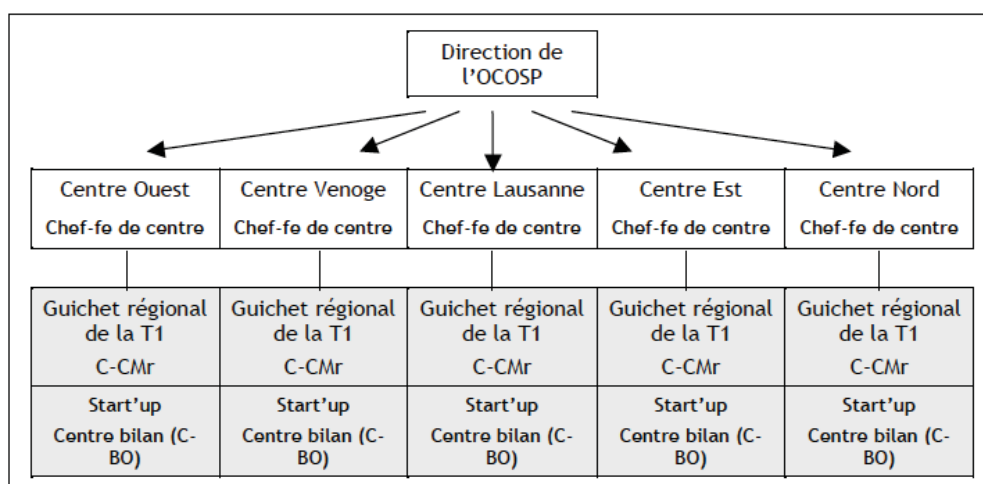 Direction de
l’OCOSP
Centre Ouest
Chef-fe de centre
Centre Venoge
Chef-fe de centre
Centre Lausanne
Chef-fe de centre
Centre Est
Chef-fe de centre
Centre Nord
Chef-fe de centre
Guichet régional
de la T1
C-CMr
Guichet régional
de la T1
C-CMr
Guichet régional
de la T1
C-CMr
Guichet régional
de la T1
C-CMr
Guichet régional
de la T1
C-CMr
Start’up
Centre bilan (C-
BO)
Start’up
Centre bilan (C-
BO)
Start’up
Centre bilan (C-
BO)
Start’up
Centre bilan (C-
BO)
Start’up
Centre bilan (C-
BO)